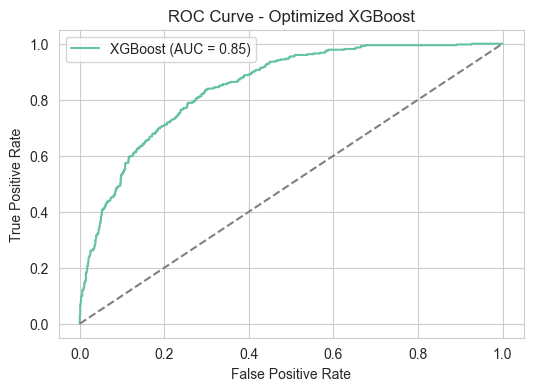 ROC Curve - Optimized XGBoost
XGBoost (AUC = 0.85)
True Positive Rate
1.0
0.8
0.6
0.4
0.2
0.0
0.0 0.2 0.4 0.6 0.8 1.0
False Positive Rate